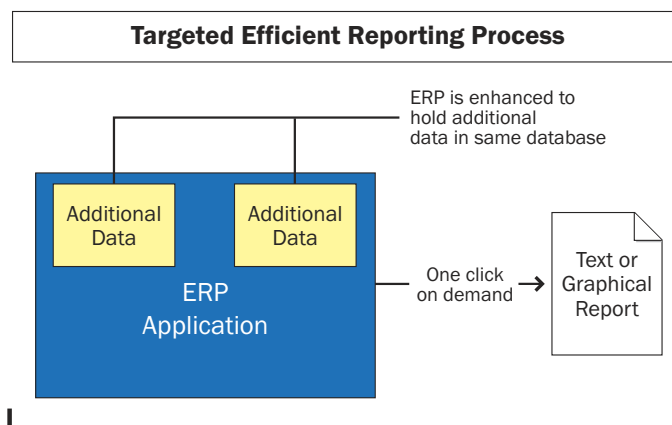 Targeted Efficient Reporting Process
ERP is enhanced to
hold additional
data in same database
Additional
Data
Additional
Data
ERP
Application
One click
on demand
Text or
Graphical
Report